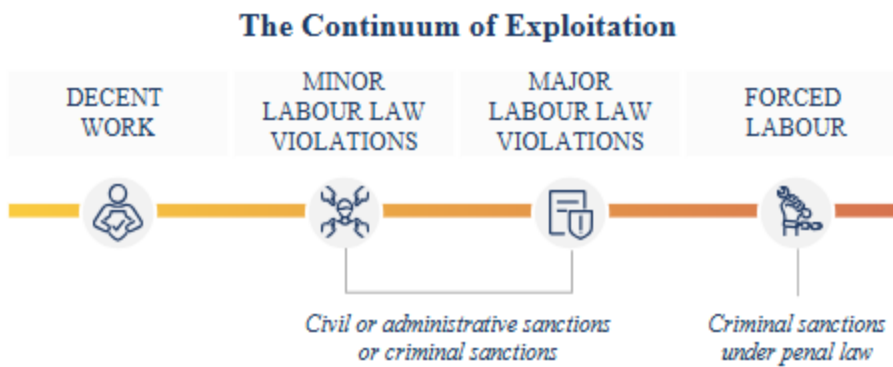 The Continuum of Exploitation
DECENT
WORK
MINOR
LABOUR LAW
VIOLATIONS
MAJOR
LABOUR LAW
VIOLATIONS
FORCED
LABOUR
Civil or administrative sanctions
or criminal sanctions
Criminal sanctions
under penal law